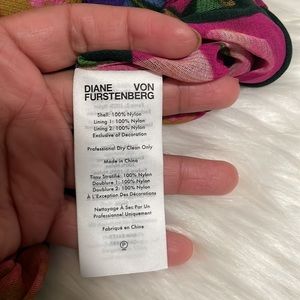 DIANE VON
FURSTENBERG
Shell: 100% Nylon
Lining 1: 100% Nylon
Lining 2: 100% Nylon
Exclusive of Decoration
Professional Dry Clean Only
Made in China
Tissu Stratifié: 100% Nylon
Doublure 1: 100% Nylon
Doublure 2: 100% Nylon
À L'Exception Des Décorations
Nettoyage À Sec Par Un
Professionnel Uniquement
Fabriqué en Chine
P